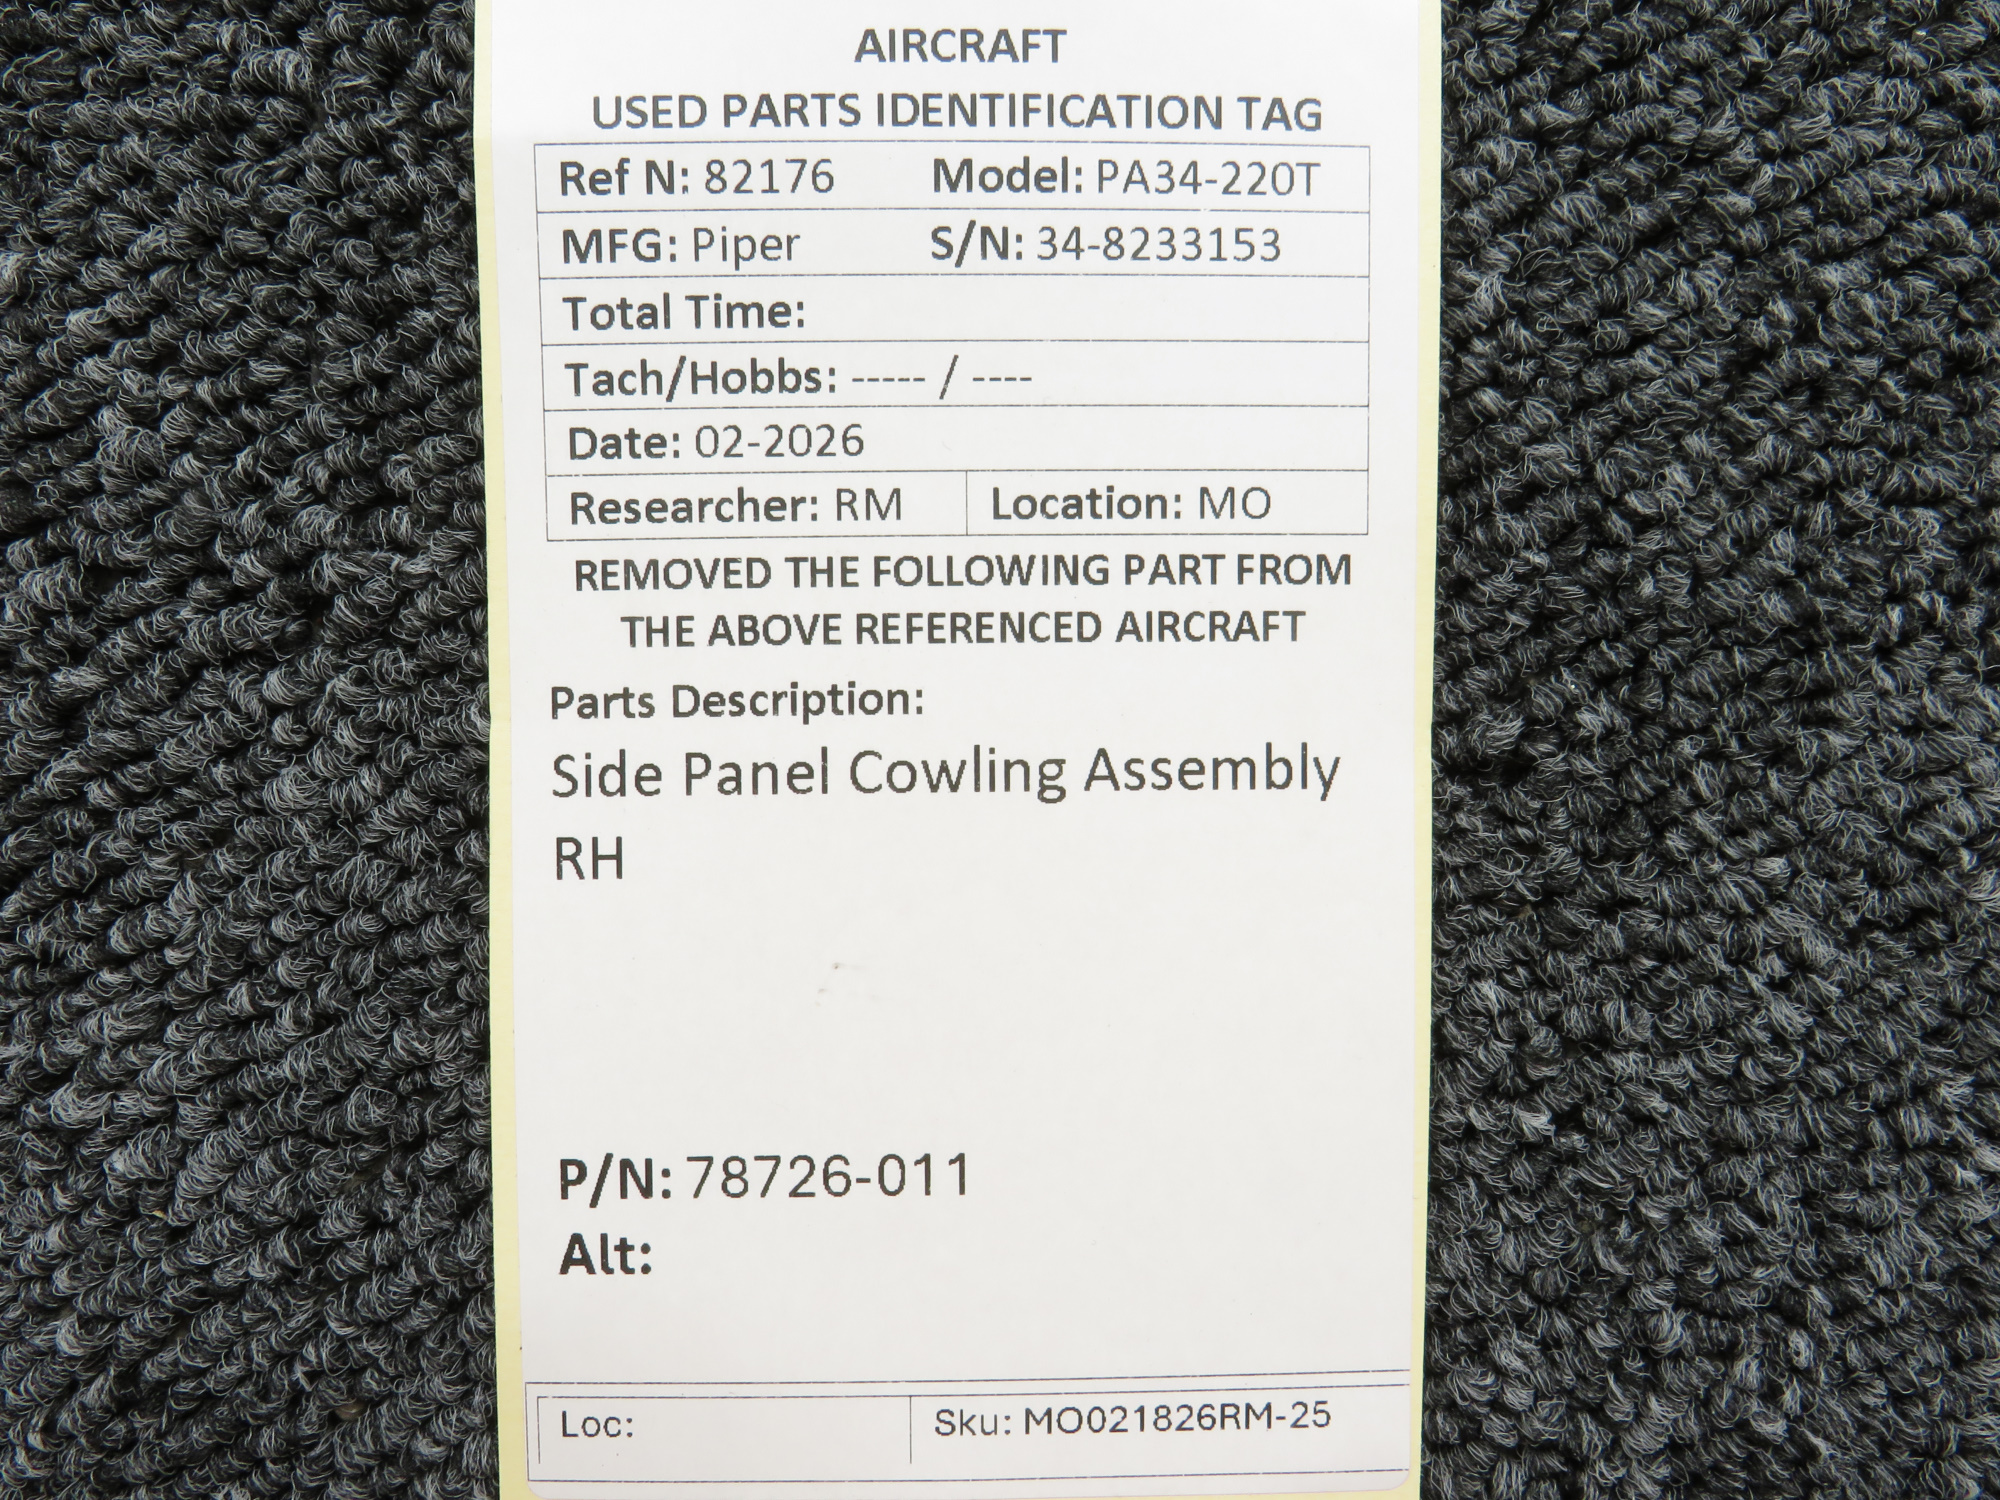 AIRCRAFT
USED PARTS IDENTIFICATION TAG
Ref N: 82176 Model: PA34-220T
MFG: Piper S/N: 34-8233153
Total Time:
Tach/Hobbs: ----- / ----
Date: 02-2026
Researcher: RM Location: MO
REMOVED THE FOLLOWING PART FROM
THE ABOVE REFERENCED AIRCRAFT
Parts Description:
Side Panel Cowling Assembly
RH
P/N: 78726-011
Alt:
Loc: Sku: MO021826RM-25